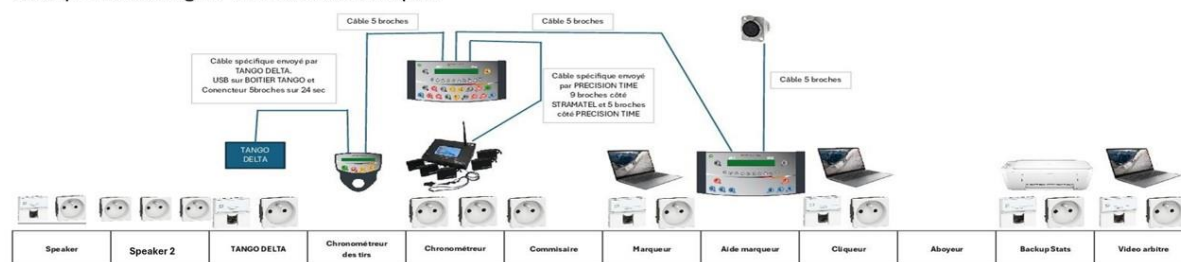 Câble 5 broches
Câble 5 broches
Câble spécifique envoyé par
TANGO DELTA.
USB sur BOITIER TANGO et
Conencteur 5broches sur 24 sec
Câble spécifique envoyé
par PRECISION TIME
9 broches côté
STRAMATEL et 5 broches
côté PRECISION TIME
Câble 5 broches
TANGO
DELTA
Speaker
Speaker 2
TANGO DELTA
Chronométreur
des tirs
Chronométreur
Commisaire
Marqueur
Aide marqueur
Cliqueur
Aboyeur
Backup Stats
Video arbitre